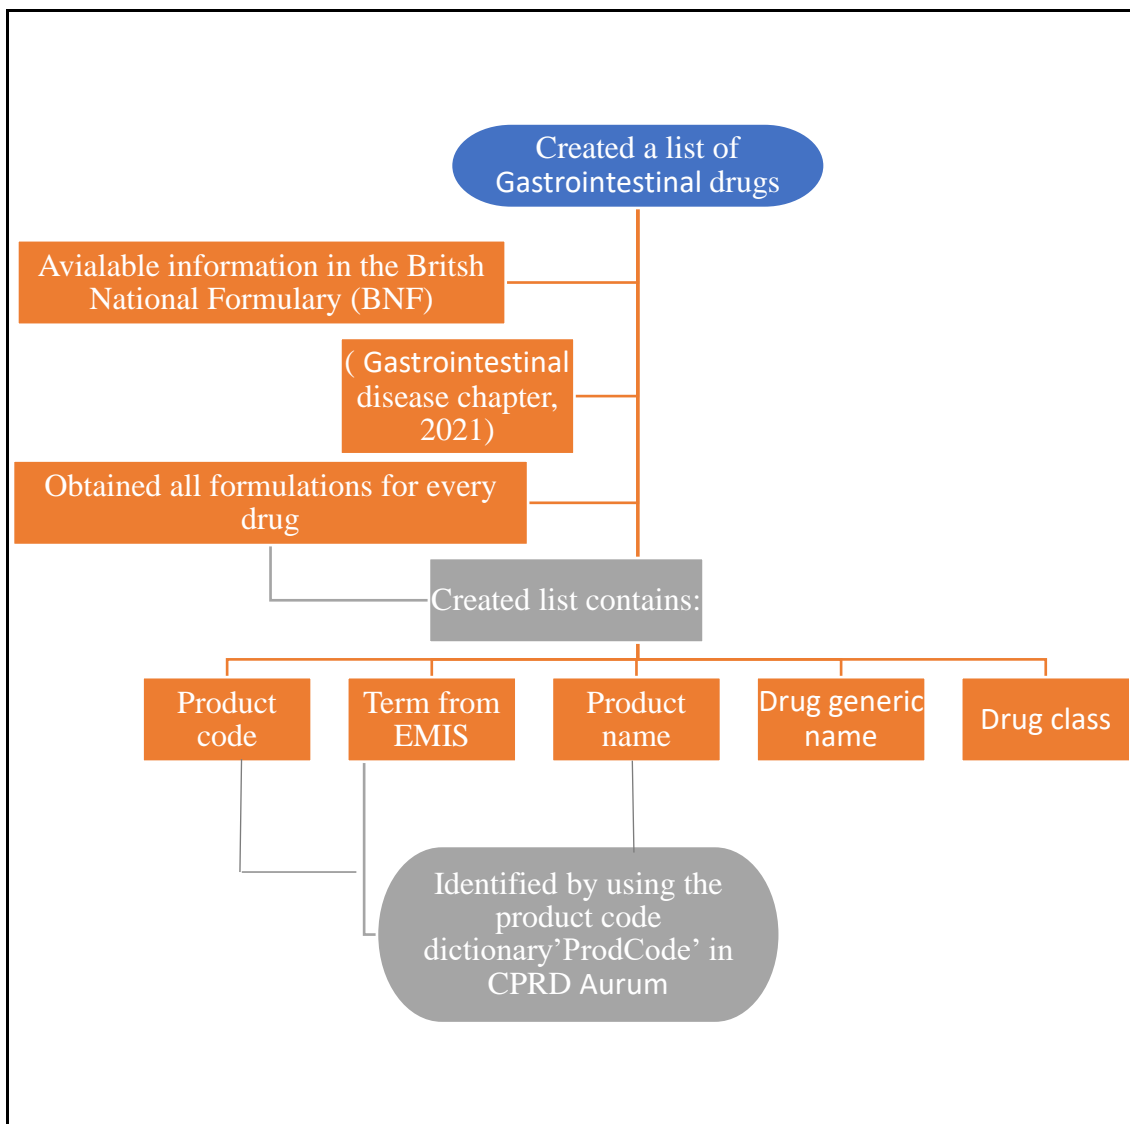 Created a list of
Gastrointestinal drugs
Avialable information in the Britsh
National Formulary (BNF)
( Gastrointestinal
disease chapter,
2021)
Obtained all formulations for every
drug
Created list contains:
Product
code
Term from
EMIS
Product
name
Drug generic
name
Drug class
Identified by using the
product code
dictionary’ProdCode’ in
CPRD Aurum